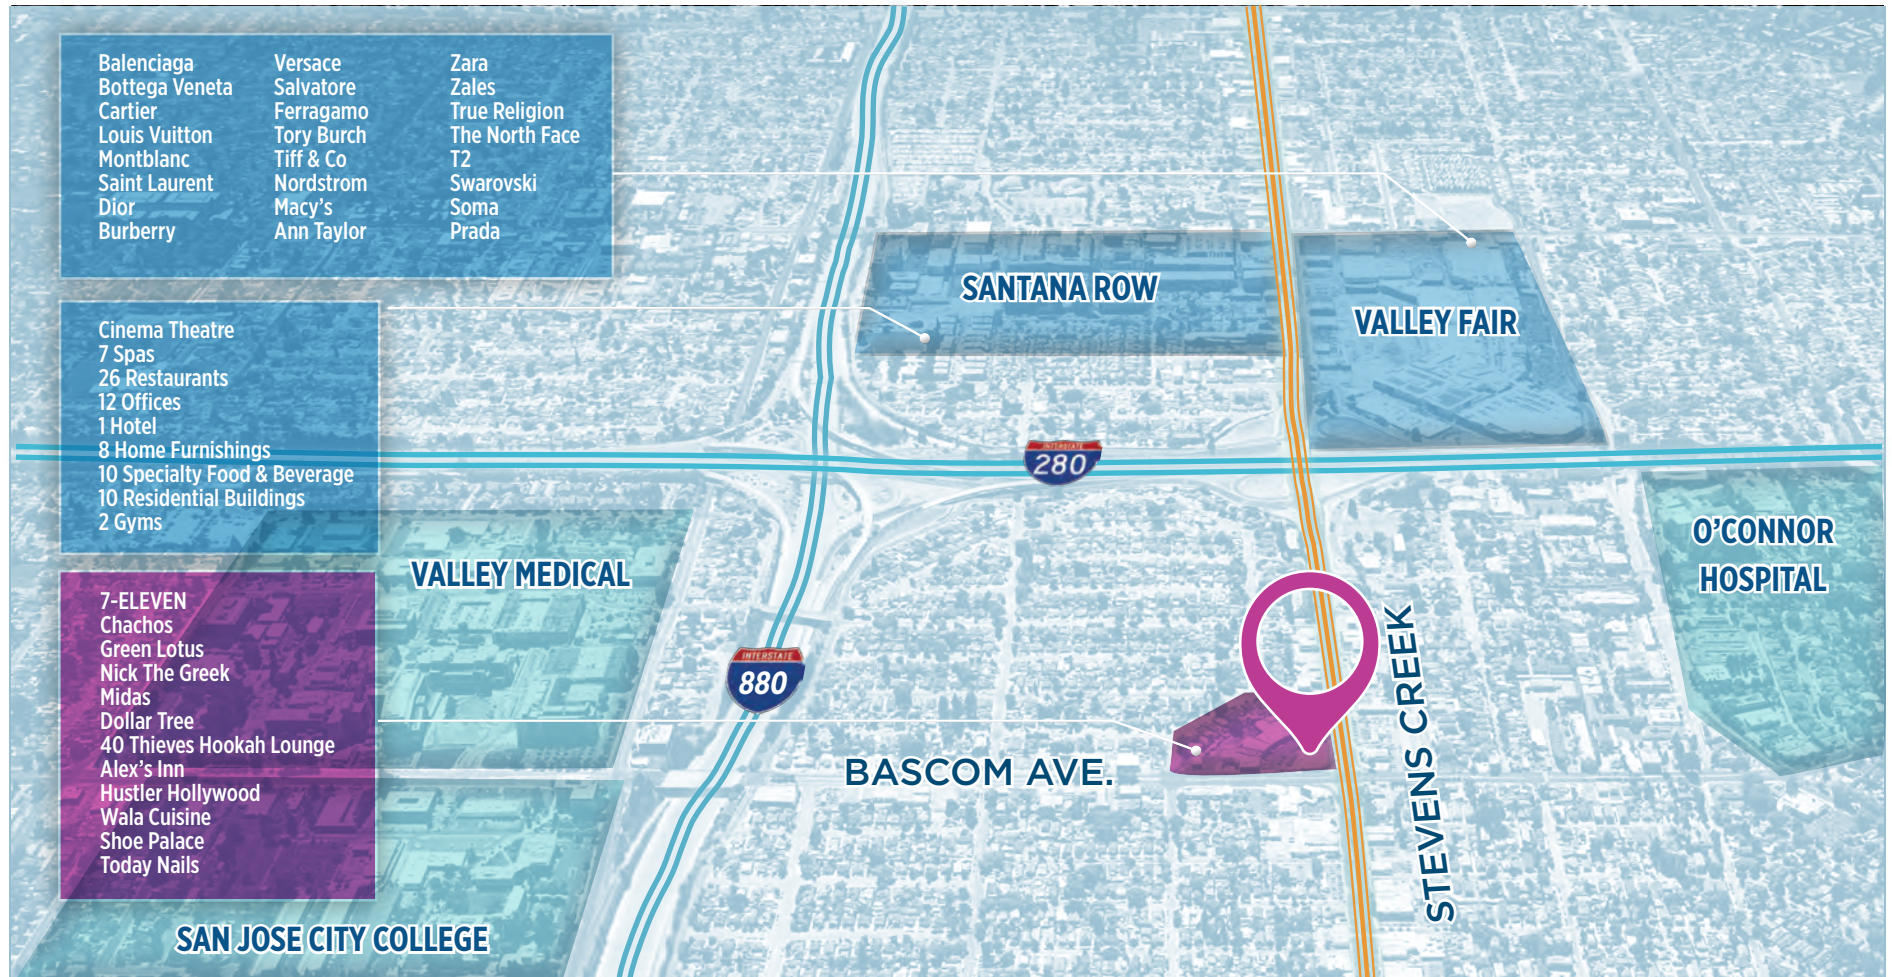 Balenciaga
Bottega Veneta
Cartier
Louis Vuitton
Montblanc
Saint Laurent
Dior
Burberry
Versace
Salvatore
Ferragamo
Tory Burch
Tiff & Co
Nordstrom
Macy's
Ann Taylor
Zara
Zales
True Religion
The North Face
T2
Swarovski
Soma
Prada
SANTANA ROW
VALLEY FAIR
Cinema Theatre
7 Spas
26 Restaurants
12 Offices
1 Hotel
8 Home Furnishings
10 Specialty Food & Beverage
10 Residential Buildings
2 Gyms
INTERSTATE
280
O'CONNOR
HOSPITAL
VALLEY MEDICAL
7-ELEVEN
Chachos
Green Lotus
Nick The Greek
Midas
Dollar Tree
40 Thieves Hookah Lounge
Alex's Inn
Hustler Hollywood
Wala Cuisine
Shoe Palace
Today Nails
INTERSTATE
880
BASCOM AVE.
STEVENS CREEK
SAN JOSE CITY COLLEGE